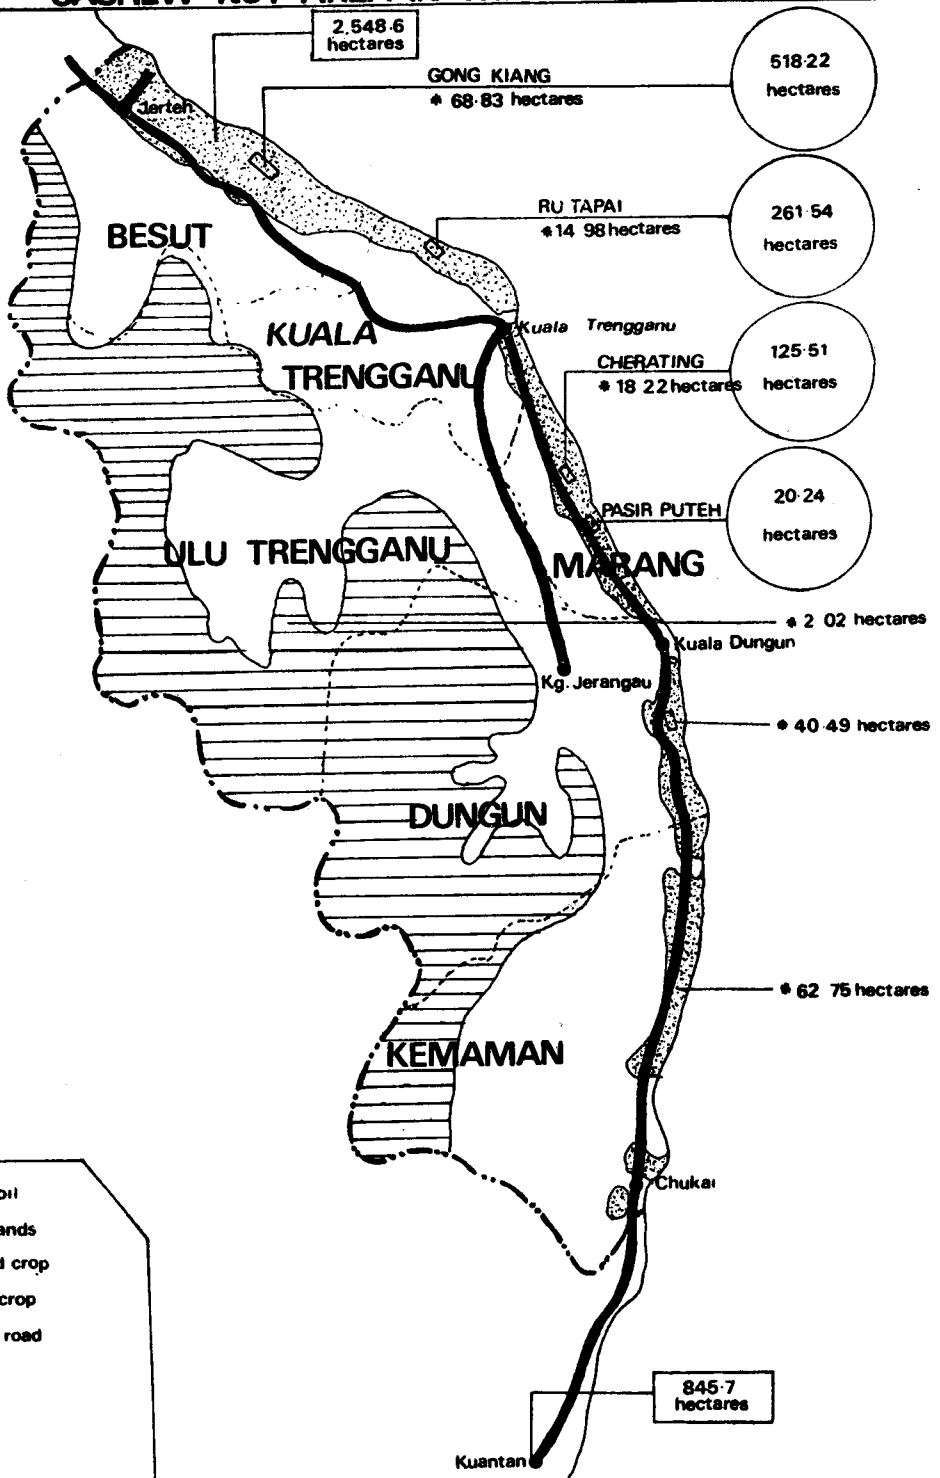 2,548.6
hectares
GONG KIANG
* 68·83 hectares
518·22
hectares
Jerteh
RU TAPAI
*14 98 hectares
261·54
hectares
BESUT
KUALA
TRENGGANU
Kuala Trengganu
CHERATING
* 18 22 hectares
125·51
hectares
PASIR PUTEH
20·24
hectares
ULU TRENGGANU
MARANG
* 2 02 hectares
Kuala Dungun
Kg. Jerangau
* 40·49 hectares
DUNGUN
* 62 75 hectares
KEMAMAN
Chukai
oil
ands
d crop
crop
road
845·7
hectares
Kuantan